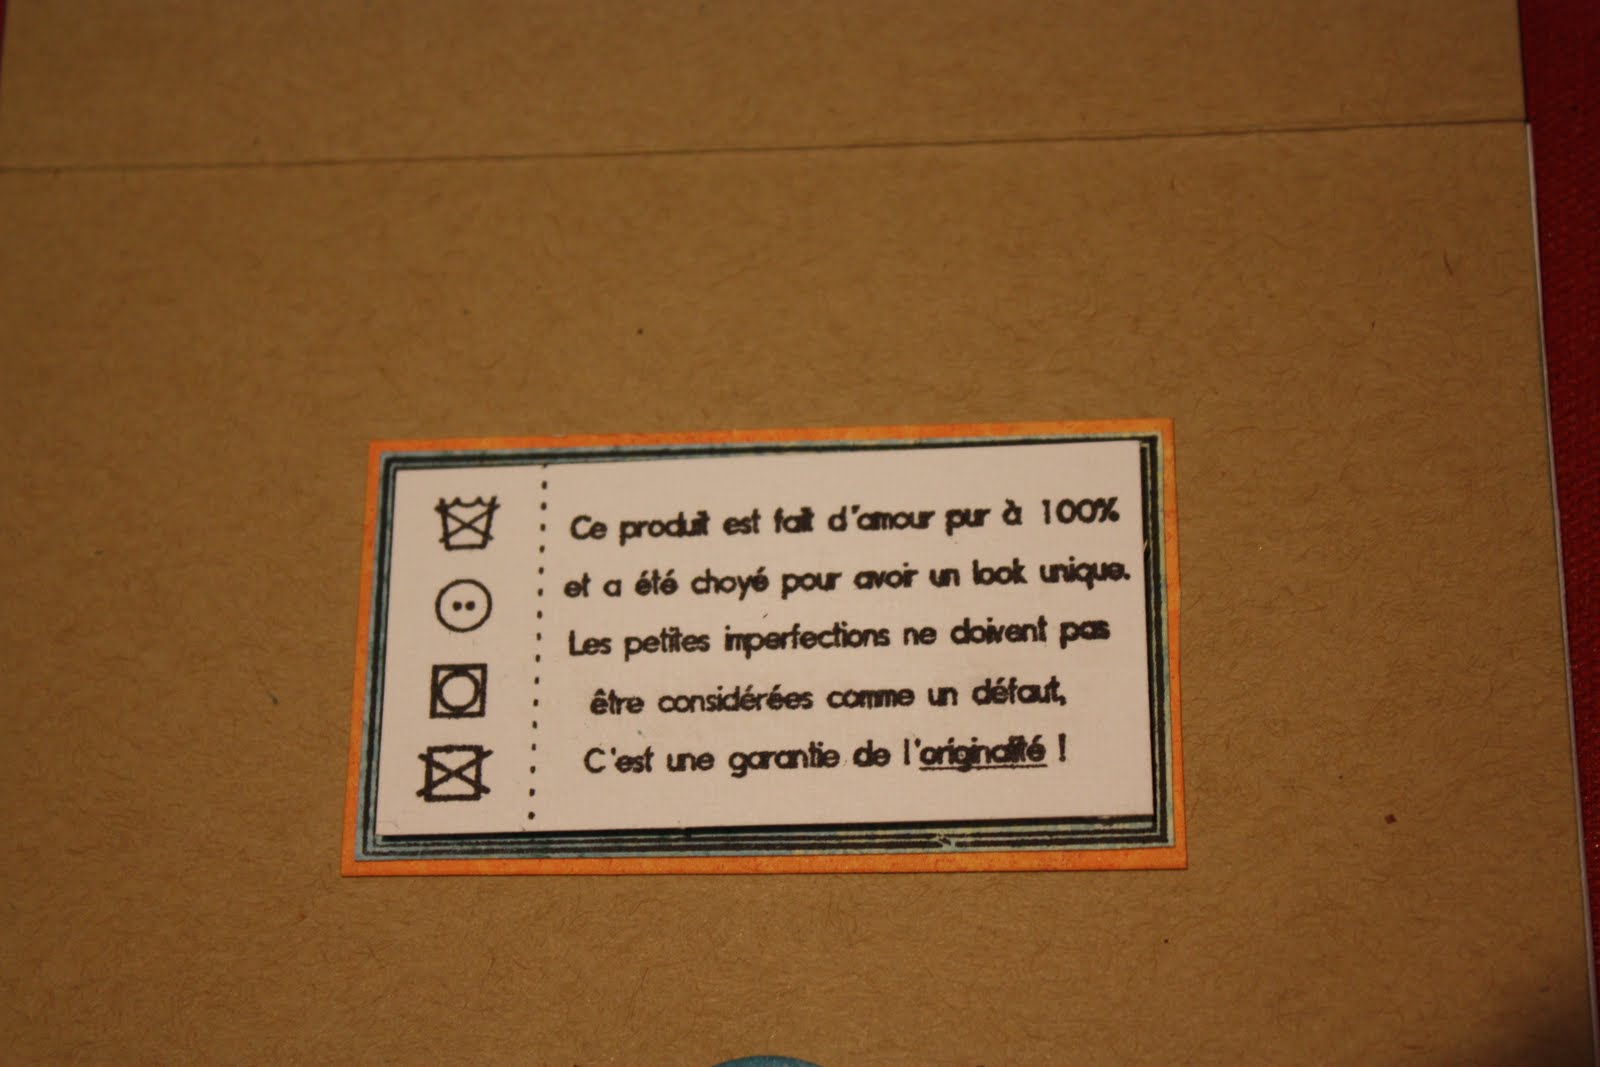 Ce produit est fait d'amour pur à 100%
et a été choyé pour avoir un look unique.
Les petites imperfections ne doivent pas
être considérées comme un défaut,
C'est une garantie de l'originalité !